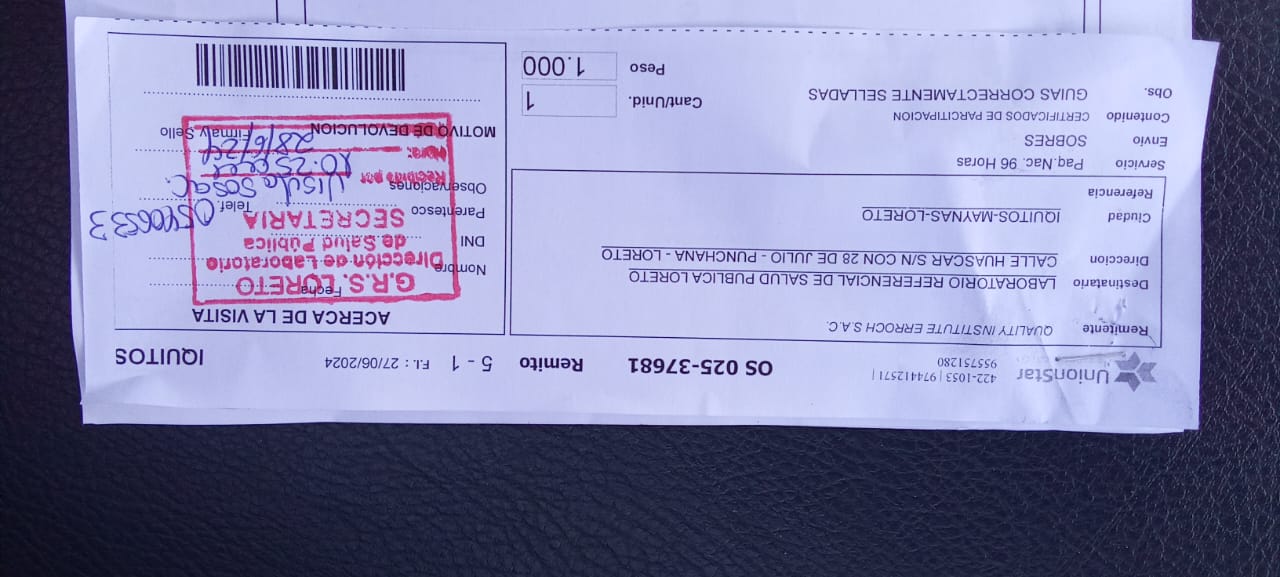 UnionStar
422-1053 | 974412571 |
955751280
OS 025-37681 Remito 5 - 1 F.I. : 27/06/2024 IQUITOS
Remitente QUALITY INSTITUTE ERROCH S.A.C.
Destinatario LABORATORIO REFERENCIAL DE SALUD PUBLICA LORETO
Direccion CALLE HUASCAR S/N CON 28 DE JULIO - PUNCHANA - LORETO
Ciudad IQUITOS-MAYNAS-LORETO
Referencia
Servicio Paq. Nac. 96 Horas
Envio SOBRES
Contenido CERTIFICADOS DE PARCITIPACION
Obs. GUIAS CORRECTAMENTE SELLADAS
Cant/Unid. 1
Peso 1.000
ACERCA DE LA VISITA
Fecha
Nombre
DNI
Parentesco Telef.
Observaciones
MOTIVO DE DEVOLUCION Firma y Sello
G.R.S. LORETO
Dirección de Laboratorio
de Salud Pública
SECRETARIA
Recibido por
Hora:
10:25
28/6/24